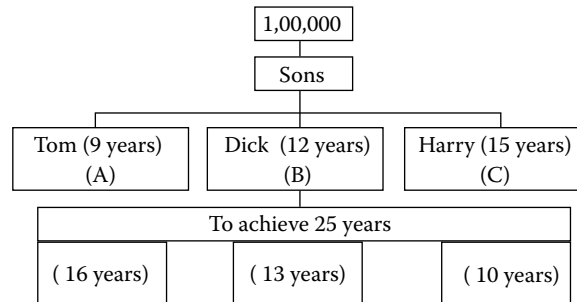 1,00,000
Sons
Tom (9 years)
(A)
Dick (12 years)
(B)
Harry (15 years)
(C)
To achieve 25 years
( 16 years)
( 13 years)
( 10 years)